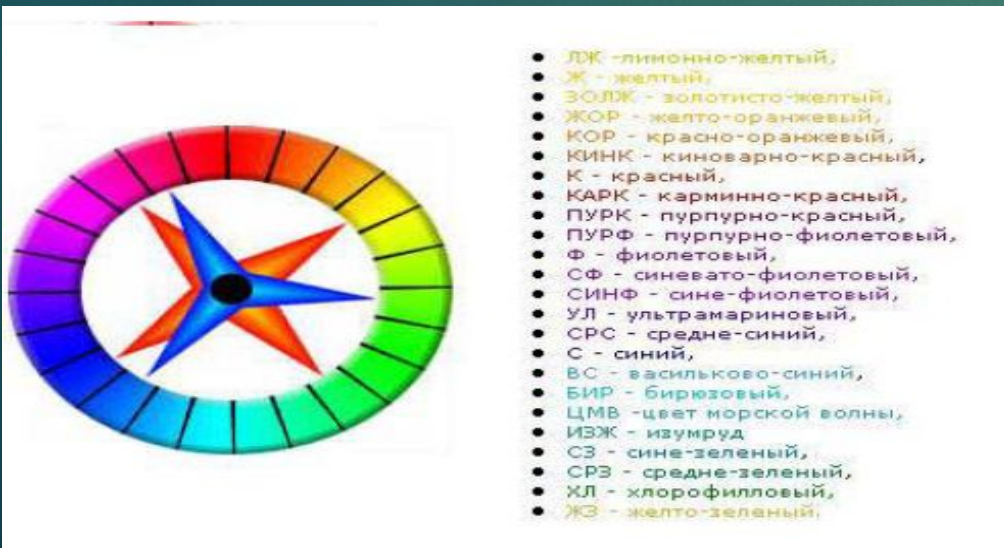 ЛЖ -лимонно-желтый,
Ж - желтый,
ЗОЛЖ - золотисто-желтый,
ЖОР - желто-оранжевый,
КОР - красно-оранжевый,
КИНК - киноварно-красный,
К - красный,
КАРК - карминно-красный,
ПУРК - пурпурно-красный,
ПУРФ - пурпурно-фиолетовый,
Ф - фиолетовый,
СФ - синевато-фиолетовый,
СИНФ - сине-фиолетовый,
УЛ - ультрамариновый,
СРС - средне-синий,
С - синий,
ВС - васильково-синий,
БИР - бирюзовый,
ЦМВ -цвет морской волны,
ИЗЖ - изумруд
СЗ - сине-зеленый,
СРЗ - средне-зеленый,
ХЛ - хлорофилловый,
ЖЗ - желто-зеленый.